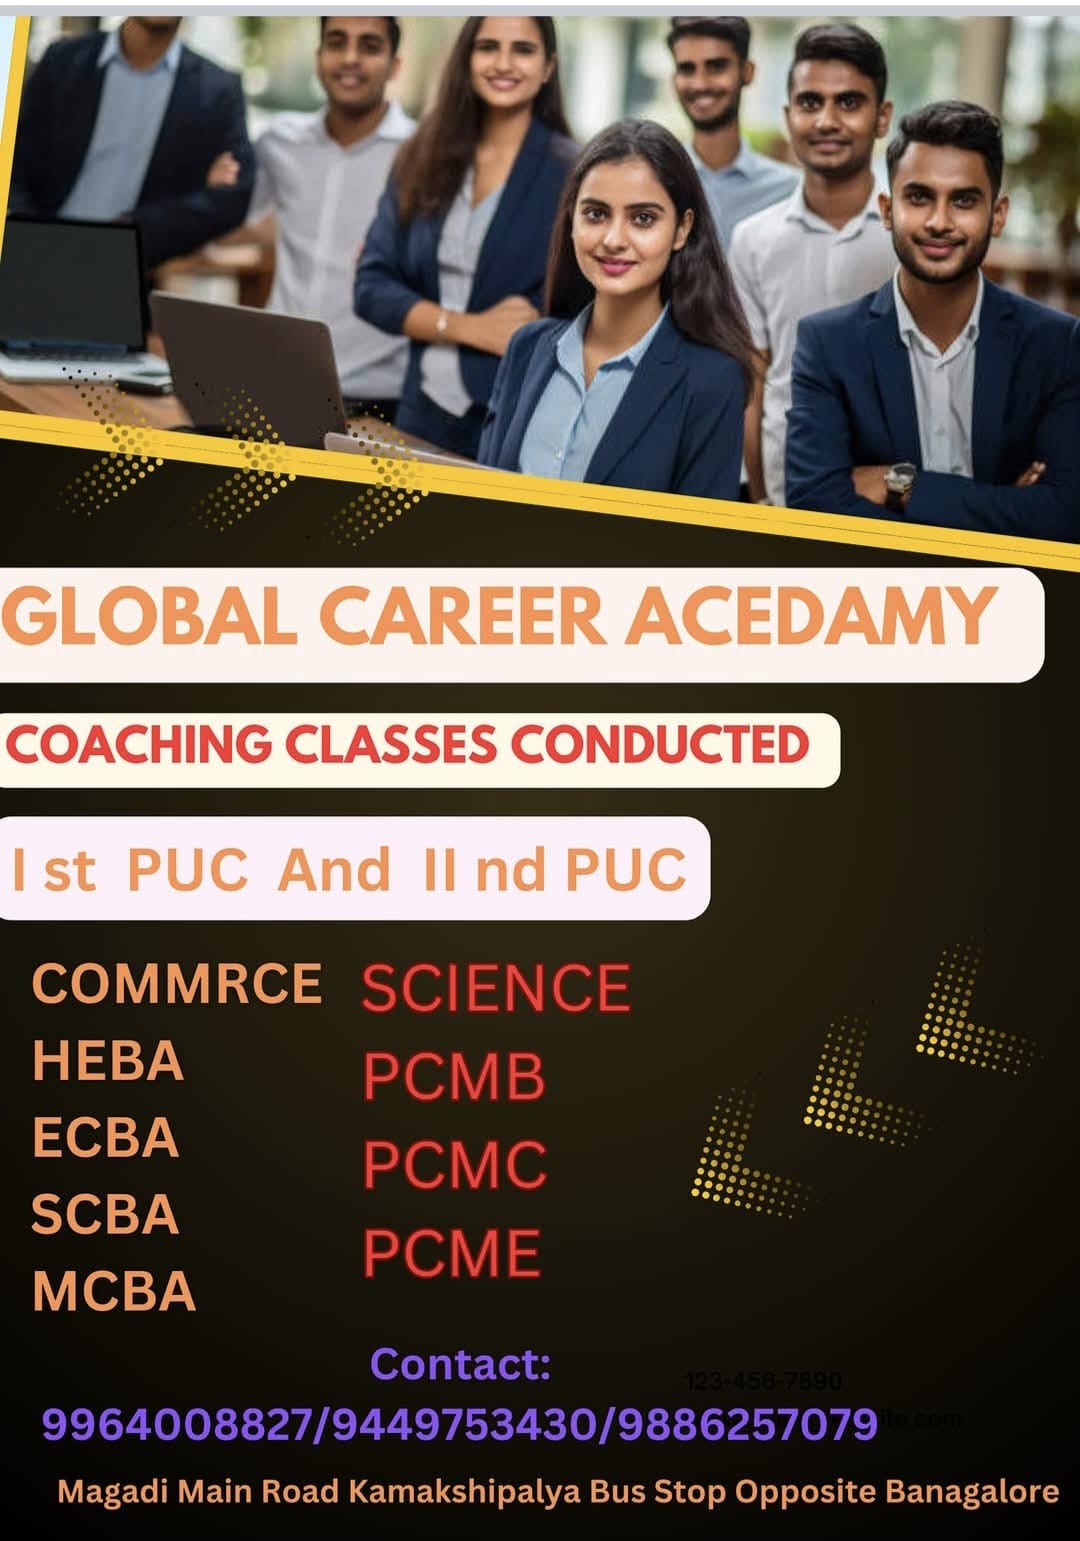 GLOBAL CAREER ACEDAMY
COACHING CLASSES CONDUCTED
I st PUC And II nd PUC
COMMRCE
HEBA
ECBA
SCBA
MCBA
SCIENCE
PCMB
PCMC
PCME
Contact:
123-456-7890
9964008827/9449753430/9886257079
Magadi Main Road Kamakshipalya Bus Stop Opposite Banagalore